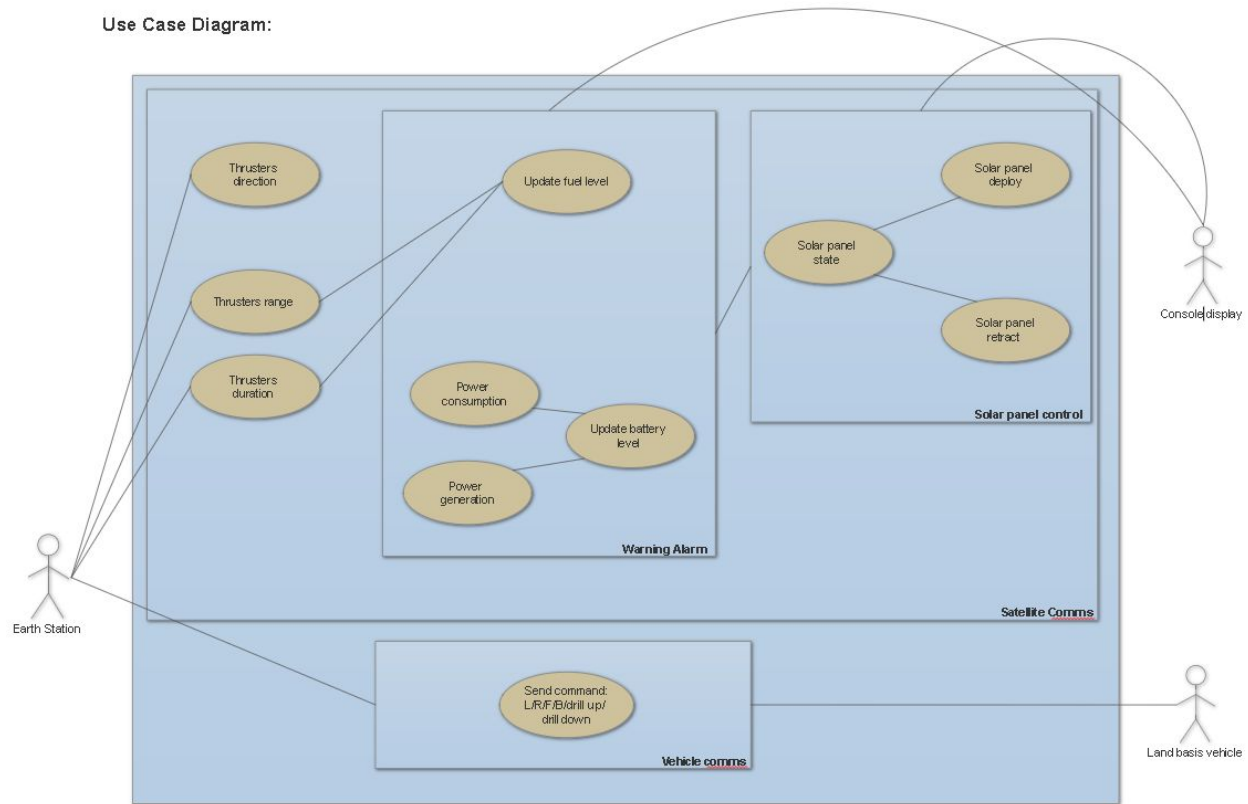 Use Case Diagram:
Thrusters
direction
Update fuel level
Solar panel
deploy
Solar panel
state
Thrusters range
Solar panel
retract
Console display
Thrusters
duration
Power
consumption
Solar panel control
Update battery
level
Power
generation
Warning Alarm
Satellite Comms
Earth Station
Send command:
L/R/F/B/drill up/
drill down
Vehicle comms
Land basis vehicle